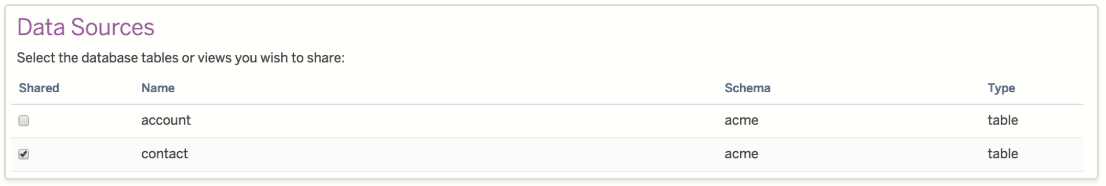 Data Sources
Select the database tables or views you wish to share:
Shared Name Schema Type
account acme table
contact acme table